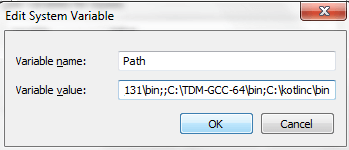 Edit System Variable
Variable name: Path
Variable value: 131\bin;;C:\TDM-GCC-64\bin;C:\kotlinc\bin
OK Cancel